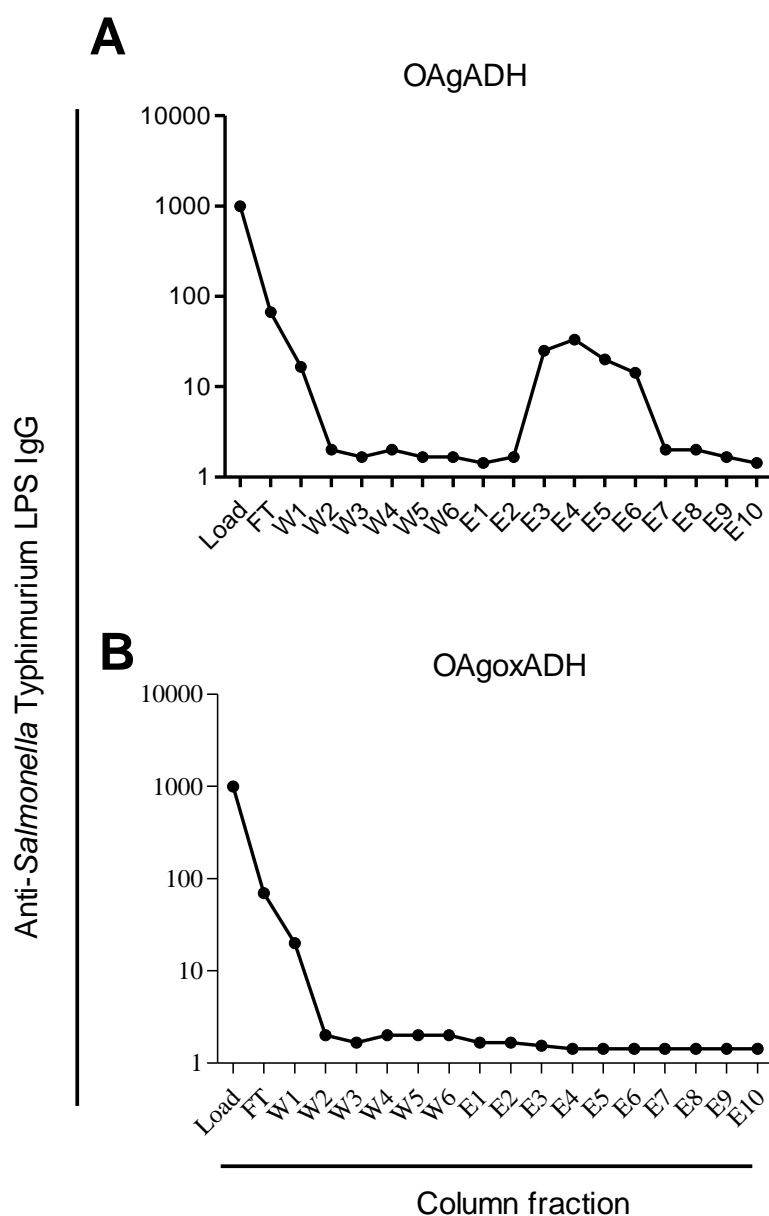 A
OAgADH
10000
1000
100
10
1
Load FT W1 W2 W3 W4 W5 W6 E1 E2 E3 E4 E5 E6 E7 E8 E9 E10
Anti-Salmonella Typhimurium LPS IgG
B
OAgoxADH
10000
1000
100
10
1
Load FT W1 W2 W3 W4 W5 W6 E1 E2 E3 E4 E5 E6 E7 E8 E9 E10
Column fraction